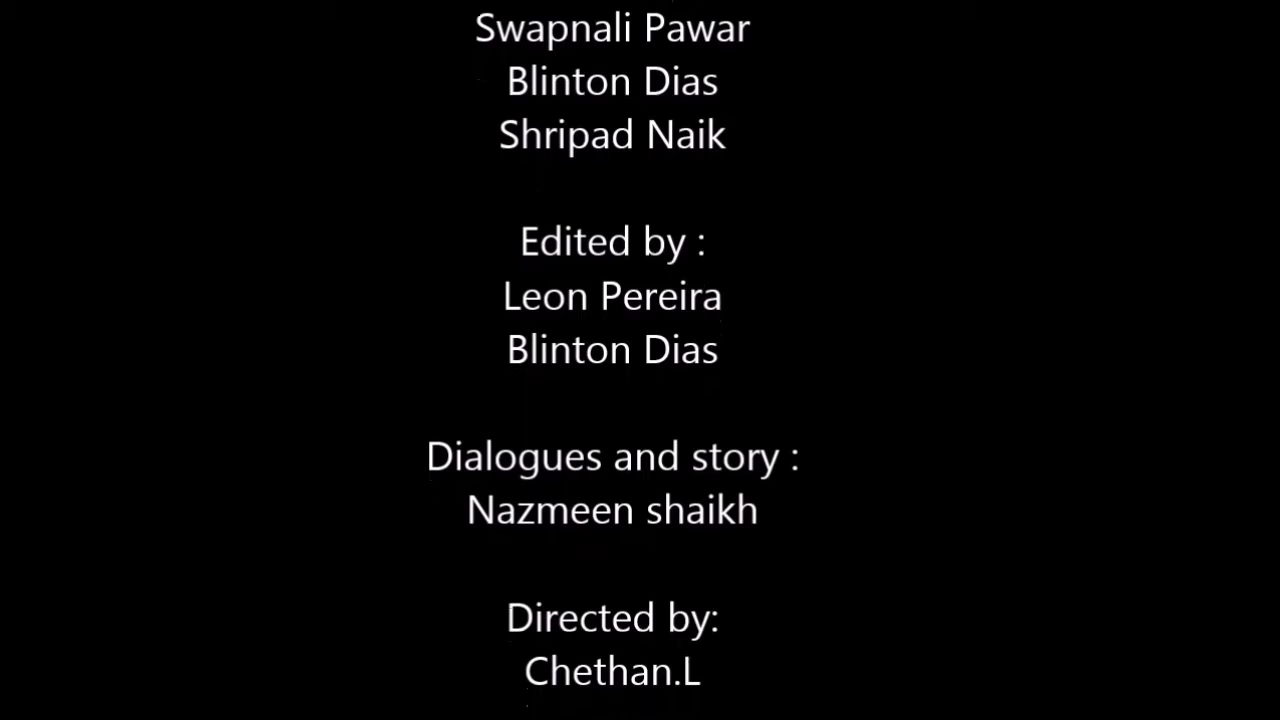 Swapnali Pawar
Blinton Dias
Shripad Naik
Edited by :
Leon Pereira
Blinton Dias
Dialogues and story :
Nazmeen shaikh
Directed by:
Chethan.L